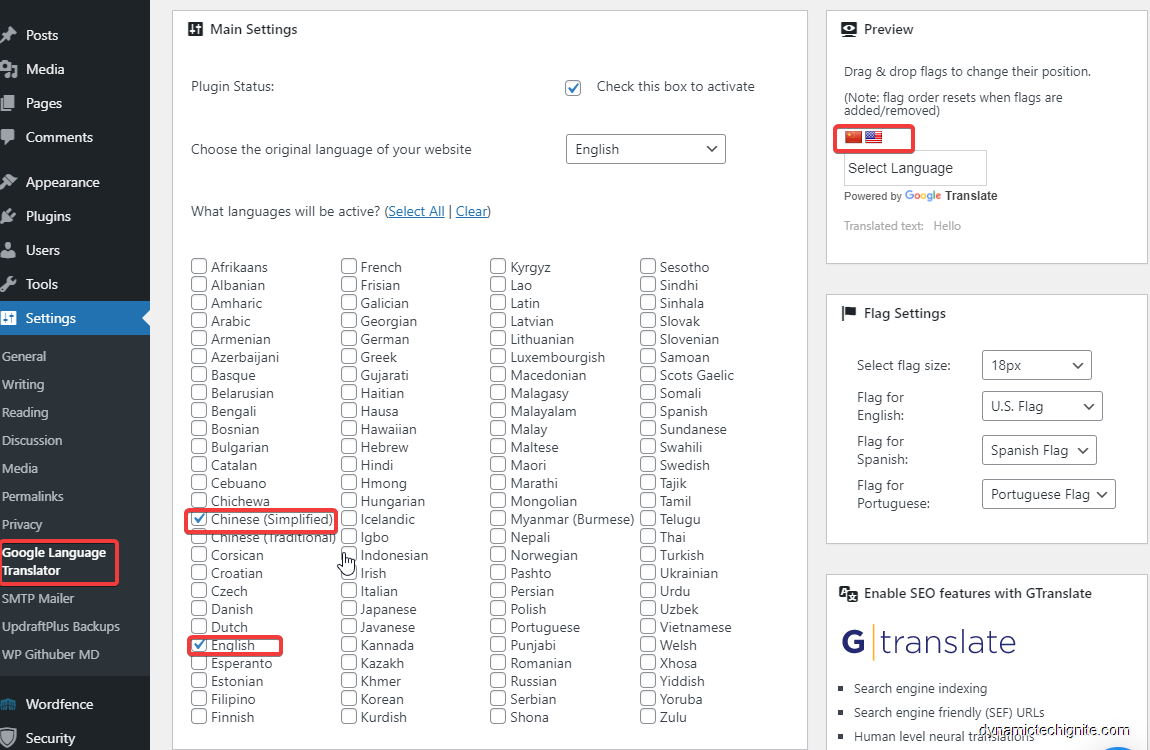 Posts
Media
Pages
Comments
Appearance
Plugins
Users
Tools
Settings
General
Writing
Reading
Discussion
Media
Permalinks
Privacy
Google Language
Translator
SMTP Mailer
UpdraftPlus Backups
WP Githuber MD
Wordfence
Security
Main Settings
Plugin Status:
Check this box to activate
Choose the original language of your website
English
What languages will be active? (Select All | Clear)
Afrikaans
Albanian
Amharic
Arabic
Armenian
Azerbaijani
Basque
Belarusian
Bengali
Bosnian
Bulgarian
Catalan
Cebuano
Chichewa
Chinese (Simplified)
Chinese (Traditional)
Corsican
Croatian
Czech
Danish
Dutch
English
Esperanto
Estonian
Filipino
Finnish
French
Frisian
Galician
Georgian
German
Greek
Gujarati
Haitian
Hausa
Hawaiian
Hebrew
Hindi
Hmong
Hungarian
Icelandic
Igbo
Indonesian
Irish
Italian
Japanese
Javanese
Kannada
Kazakh
Khmer
Korean
Kurdish
Kyrgyz
Lao
Latin
Latvian
Lithuanian
Luxembourgish
Macedonian
Malagasy
Malayalam
Malay
Maltese
Maori
Marathi
Mongolian
Myanmar (Burmese)
Nepali
Norwegian
Pashto
Persian
Polish
Portuguese
Punjabi
Romanian
Russian
Serbian
Shona
Sesotho
Sindhi
Sinhala
Slovak
Slovenian
Samoan
Scots Gaelic
Somali
Spanish
Sundanese
Swahili
Swedish
Tajik
Tamil
Telugu
Thai
Turkish
Ukrainian
Urdu
Uzbek
Vietnamese
Welsh
Xhosa
Yiddish
Yoruba
Zulu
Preview
Drag & drop flags to change their position.
(Note: flag order resets when flags are
added/removed)
Select Language
Powered by Google Translate
Translated text: Hello
Flag Settings
Select flag size:
18px
Flag for
English:
U.S. Flag
Flag for
Spanish:
Spanish Flag
Flag for
Portuguese:
Portuguese Flag
Enable SEO features with GTranslate
G translate
Search engine indexing
Search engine friendly (SEF) URLs
Human level neural translations
dynamictechignite.com